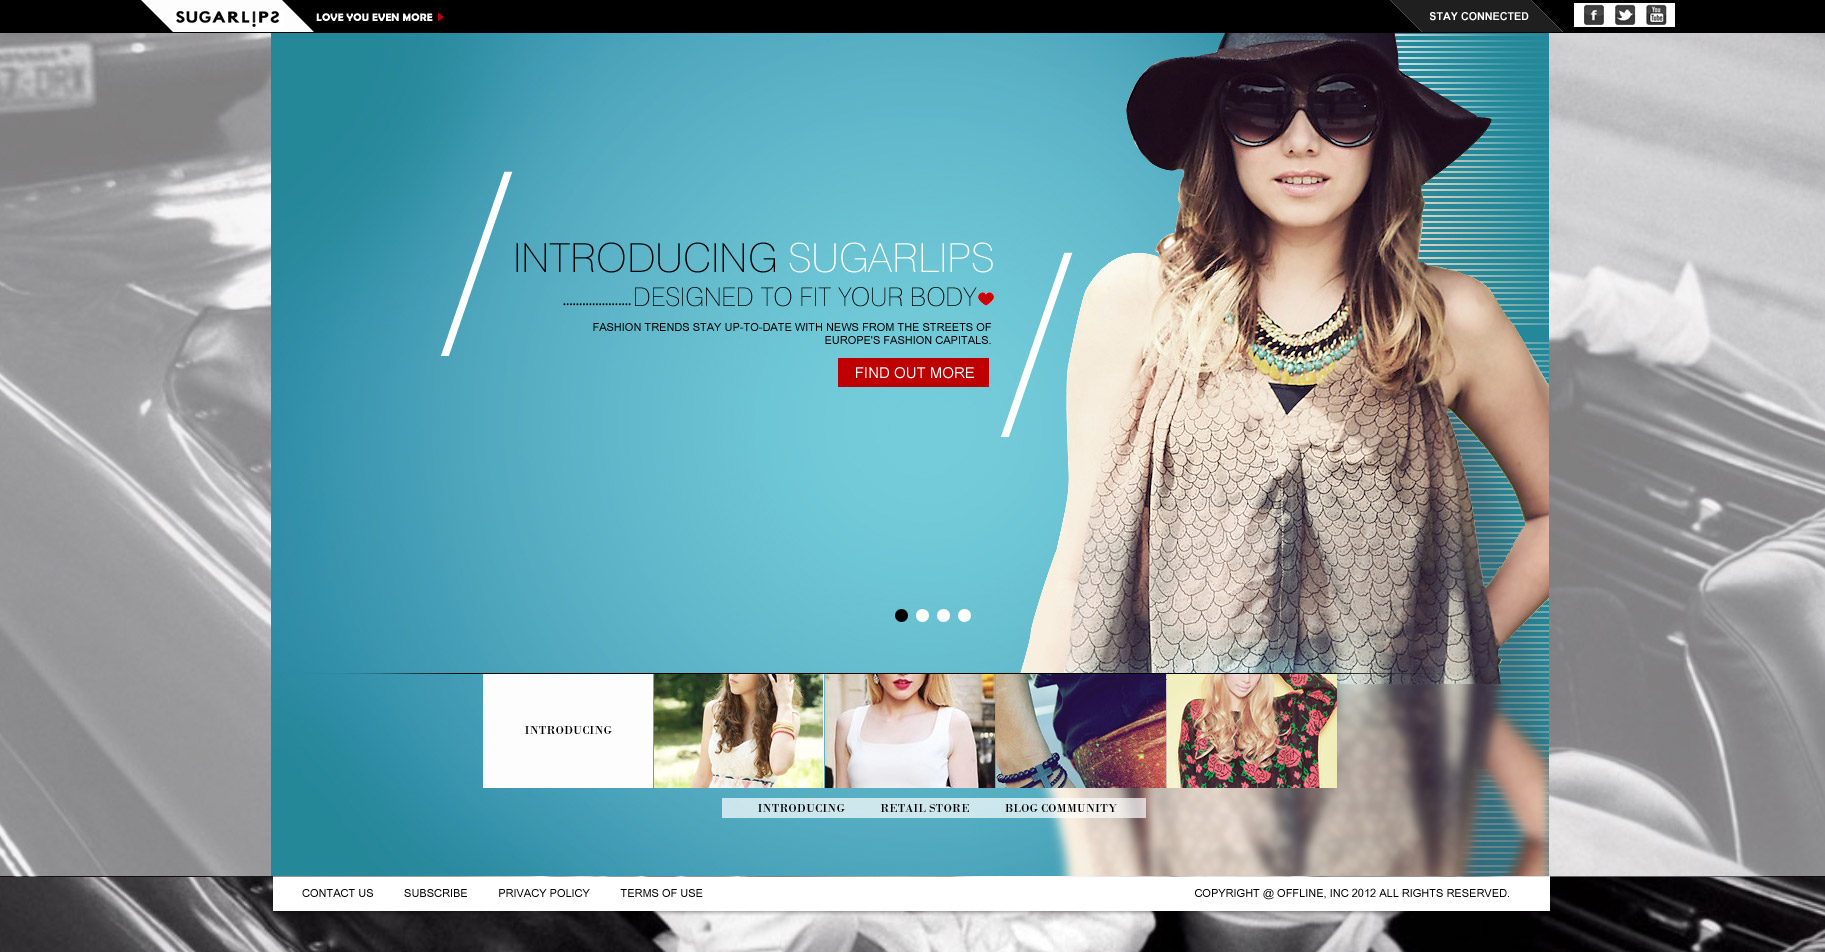 SUGARLIPS
LOVE YOU EVEN MORE
STAY CONNECTED
f
You
Tube
INTRODUCING SUGARLIPS
.....................DESIGNED TO FIT YOUR BODY
FASHION TRENDS STAY UP-TO-DATE WITH NEWS FROM THE STREETS OF
EUROPE'S FASHION CAPITALS.
FIND OUT MORE
INTRODUCING
INTRODUCING RETAIL STORE BLOG COMMUNITY
CONTACT US SUBSCRIBE PRIVACY POLICY TERMS OF USE COPYRIGHT @ OFFLINE, INC 2012 ALL RIGHTS RESERVED.